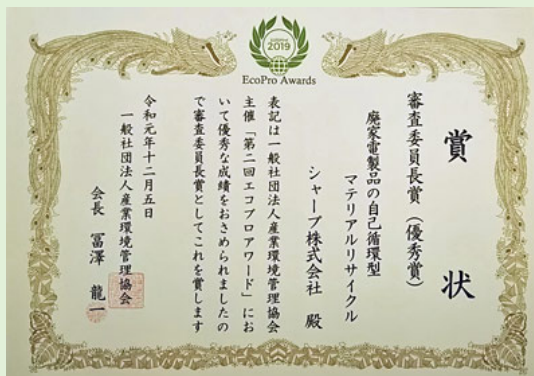 2019
EcoPro Awards
賞状
審査委員長賞（優秀賞）
廃家電製品の自己循環型
マテリアルリサイクル
シャープ株式会社 殿
表記は一般社団法人産業環境管理協会
主催「第二回エコプロアワード」にお
いて優秀な成績をおさめられましたの
で審査委員長賞としてこれを賞します
令和元年十二月五日
一般社団法人産業環境管理協会
会長 冨澤 龍一